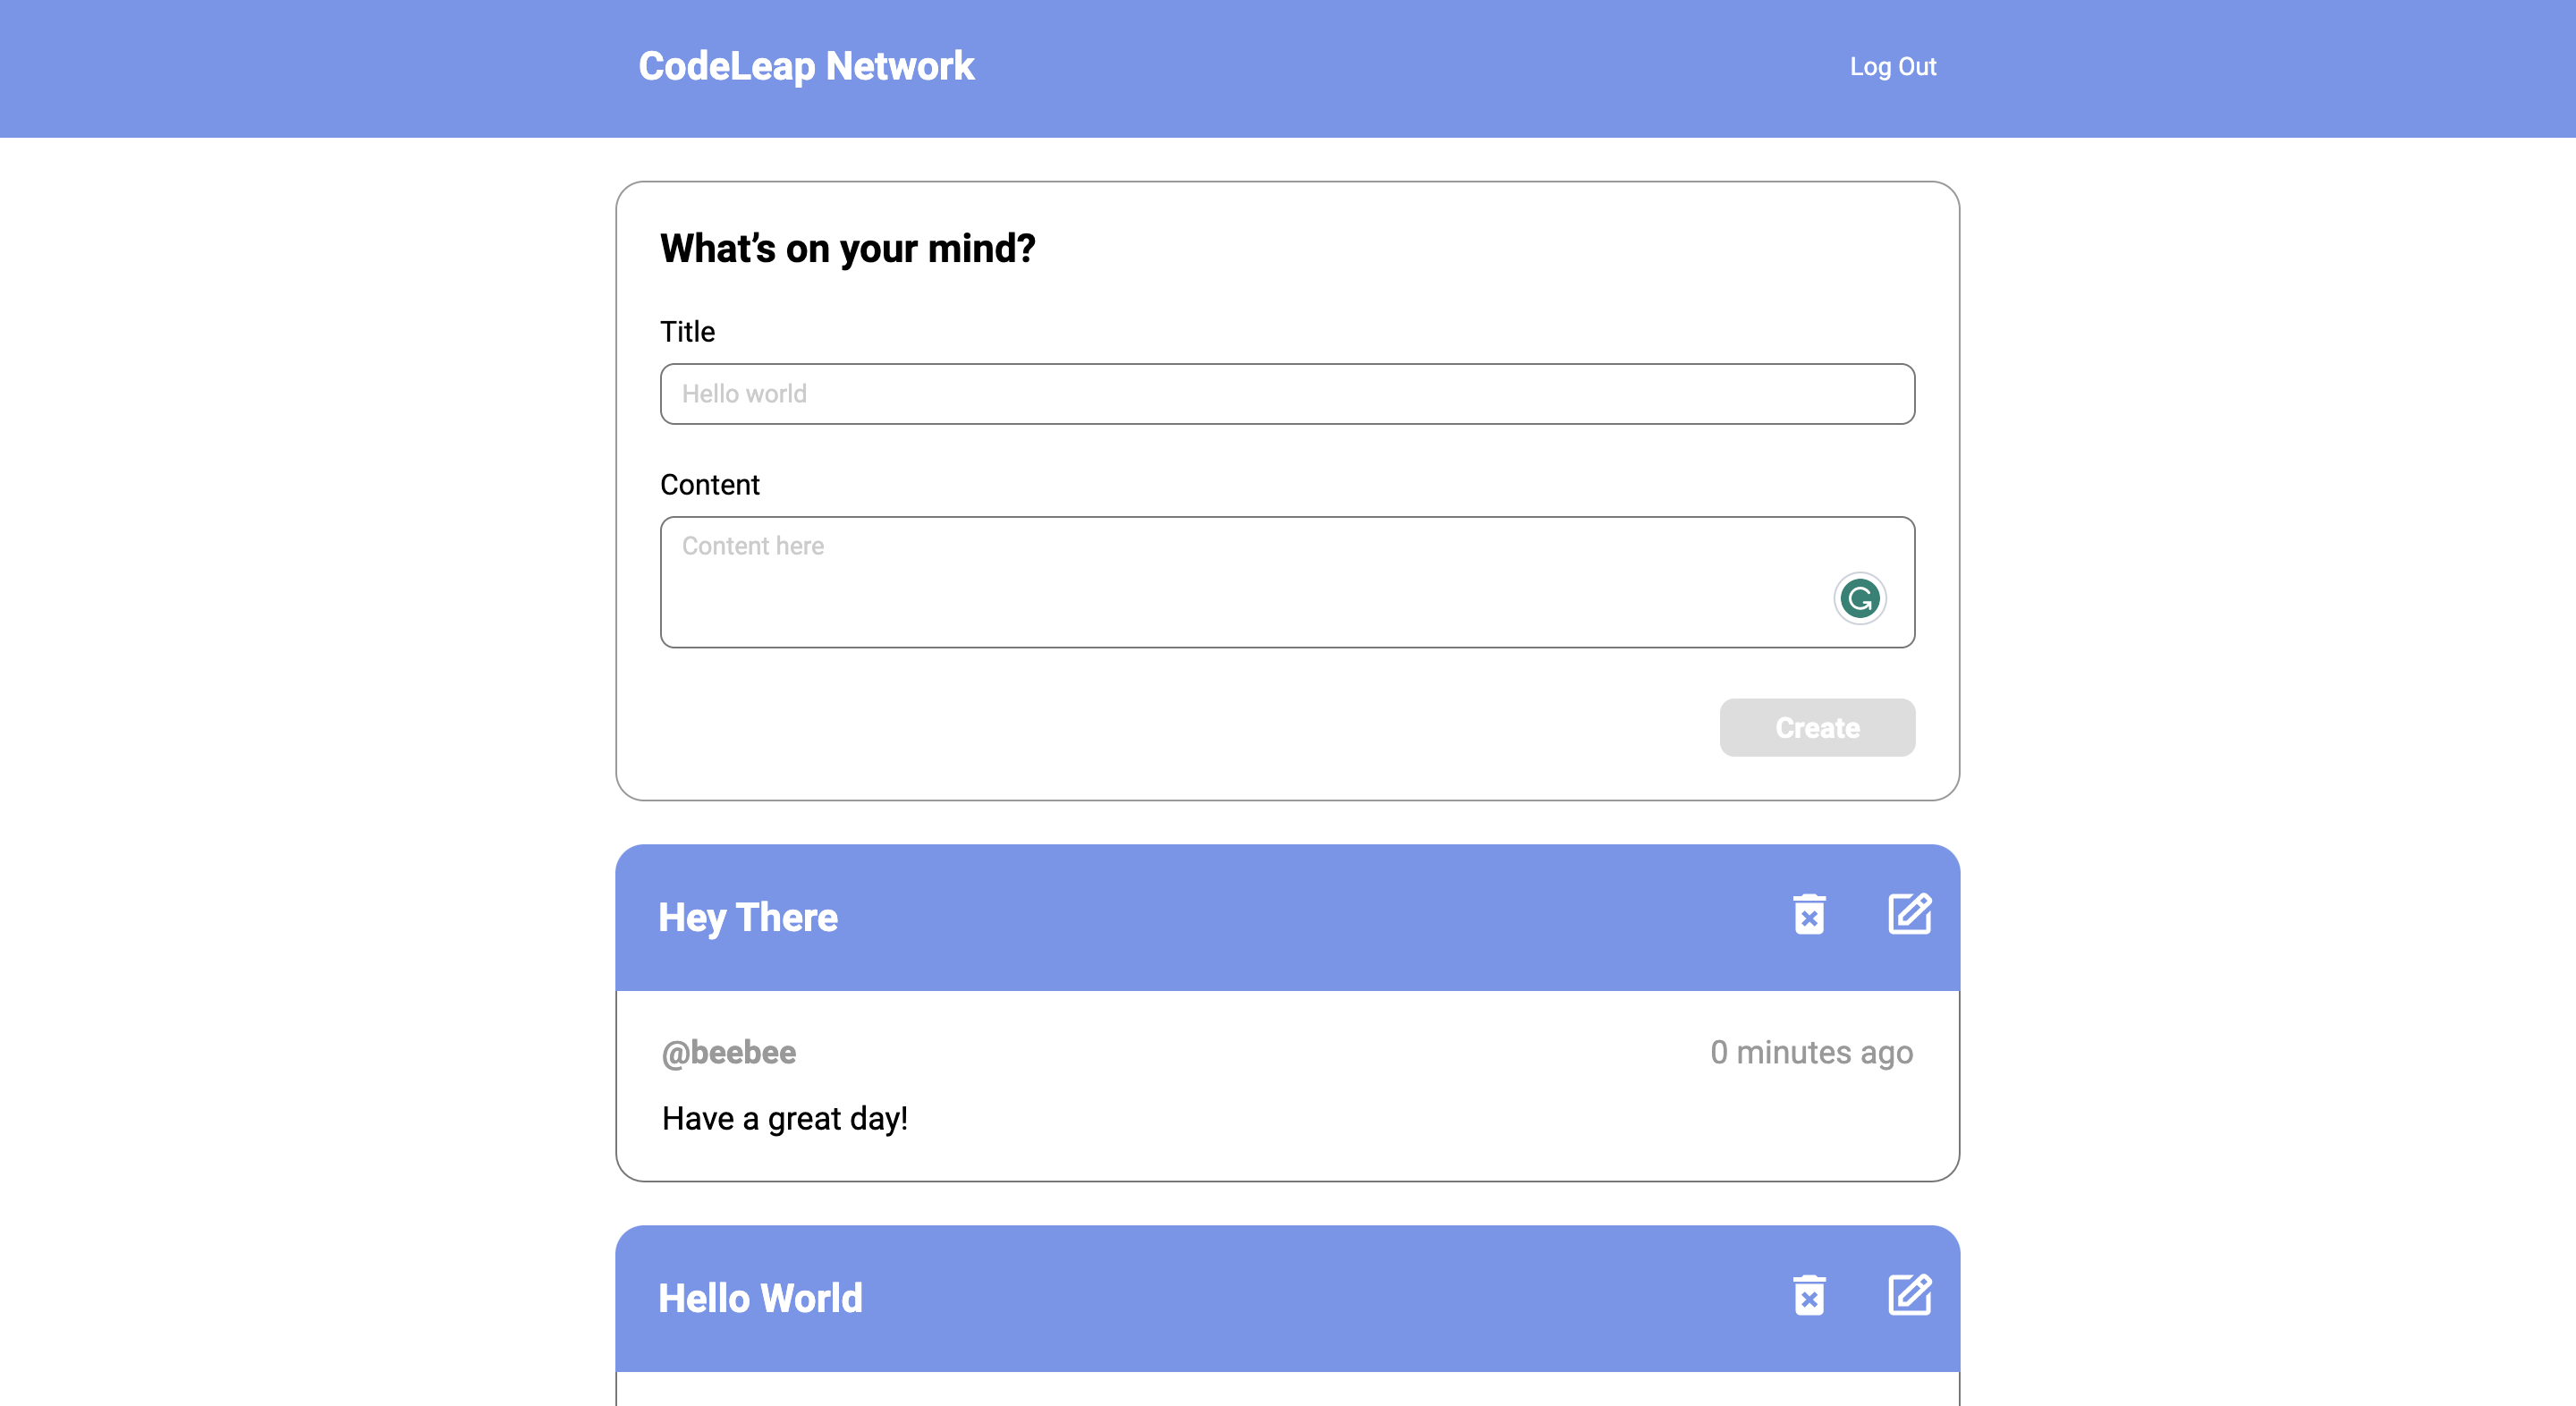 CodeLeap Network
Log Out
What’s on your mind?
Title
Hello world
Content
Content here
Create
Hey There
@beebee
0 minutes ago
Have a great day!
Hello World